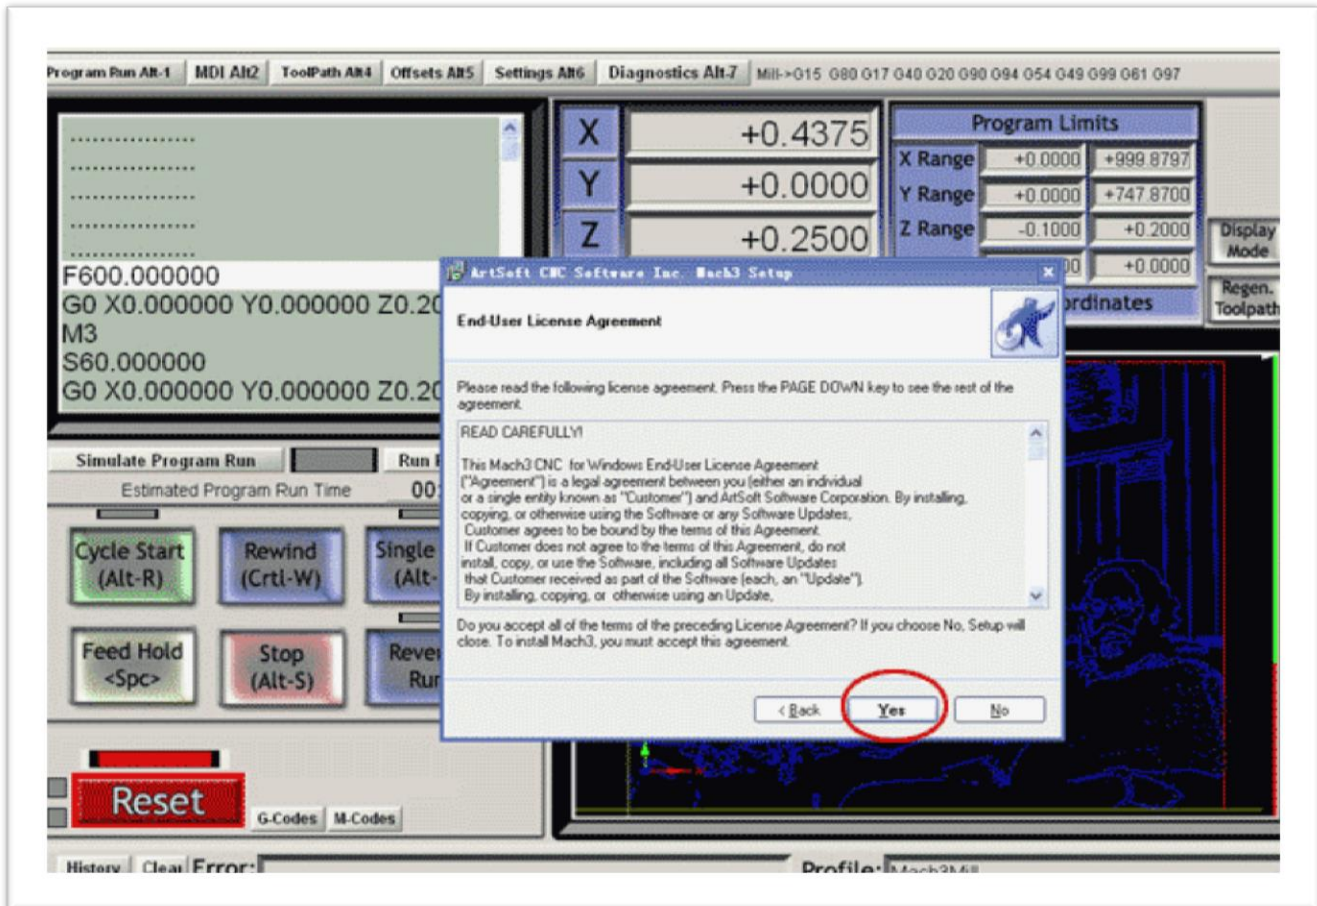 Program Run Alt-1 MDI Alt2 ToolPath Alt4 Offsets Alt5 Settings Alt6 Diagnostics Alt-7 Mill->G15 G80 G17 G40 G20 G90 G94 G54 G49 G99 G61 G97
...............
...............
...............
...............
...............
F600.000000
G0 X0.000000 Y0.000000 Z0.20
M3
S60.000000
G0 X0.000000 Y0.000000 Z0.20
X +0.4375
Y +0.0000
Z +0.2500
Program Limits
X Range +0.0000 +999.8797
Y Range +0.0000 +747.8700
Z Range -0.1000 +0.2000
00 +0.0000
ordinates
Display
Mode
Regen.
Toolpath
ArtSoft CNC Software Inc. Mach3 Setup
End-User License Agreement
Please read the following license agreement. Press the PAGE DOWN key to see the rest of the
agreement.
READ CAREFULLY!
This Mach3 CNC for Windows End-User License Agreement
("Agreement") is a legal agreement between you (either an individual
or a single entity known as "Customer") and ArtSoft Software Corporation. By installing,
copying, or otherwise using the Software or any Software Updates,
Customer agrees to be bound by the terms of this Agreement.
If Customer does not agree to the terms of this Agreement, do not
install, copy, or use the Software, including all Software Updates
that Customer received as part of the Software (each, an "Update").
By installing, copying, or otherwise using an Update,
Do you accept all of the terms of the preceding License Agreement? If you choose No, Setup will
close. To install Mach3, you must accept this agreement.
< Back Yes No
Simulate Program Run Run
Estimated Program Run Time 00:
Cycle Start
(Alt-R)
Rewind
(Crtl-W)
Single
(Alt-
Feed Hold
<Spc>
Stop
(Alt-S)
Rever
Run
Reset
G-Codes M-Codes
History Clear Error: Profile: Mach3Mill